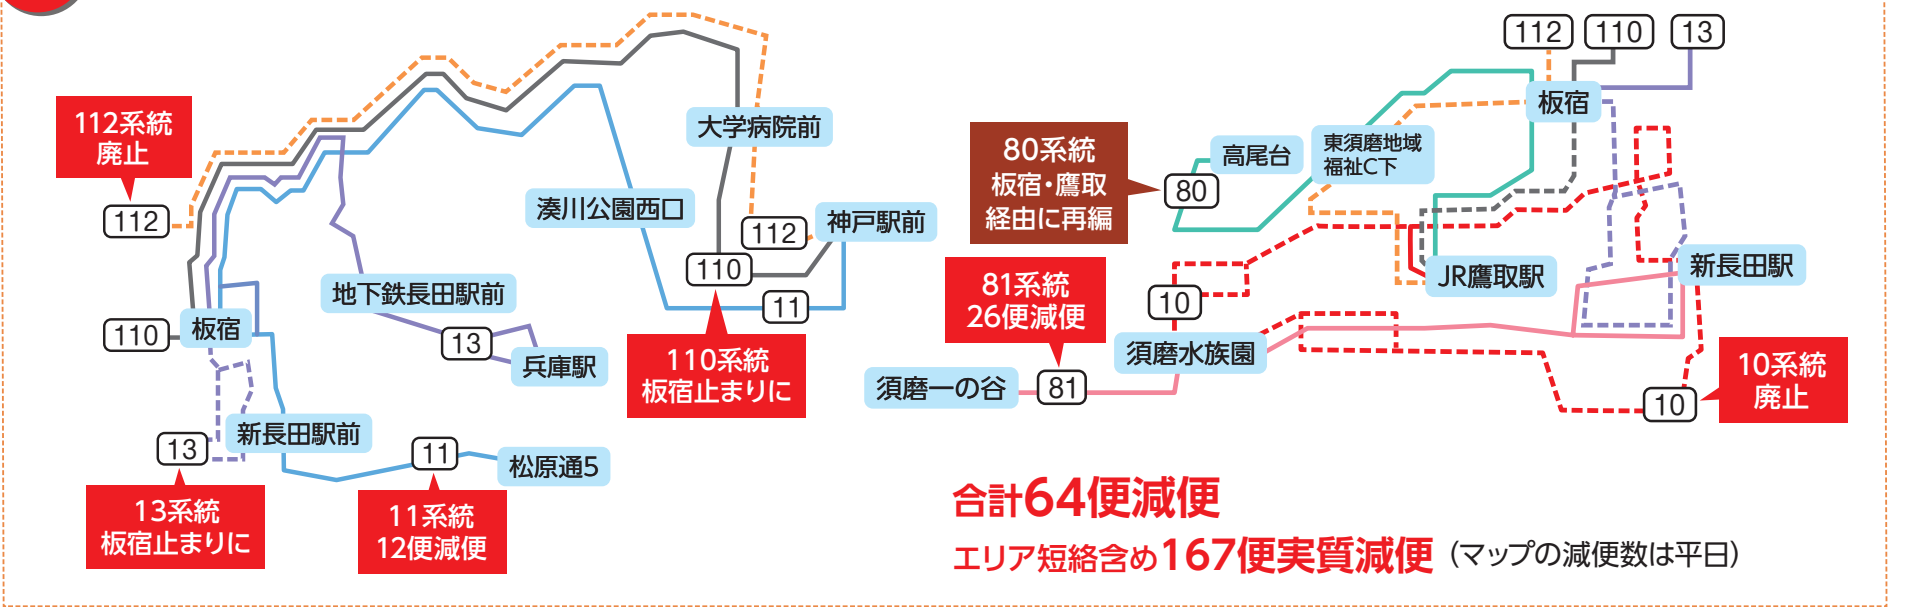 112系統
廃止
112
大学病院前
湊川公園西口
112
神戸駅前
110
11
地下鉄長田駅前
110
板宿
13
兵庫駅
110系統
板宿止まりに
新長田駅前
13
11
松原通5
13系統
板宿止まりに
11系統
12便減便
112
110
13
板宿
80系統
板宿・鷹取
経由に再編
高尾台
80
東須磨地域
福祉C下
新長田駅
JR鷹取駅
81系統
26便減便
10
須磨水族園
須磨一の谷
81
10系統
廃止
10
合計64便減便
エリア短絡含め167便実質減便(マップの減便数は平日)